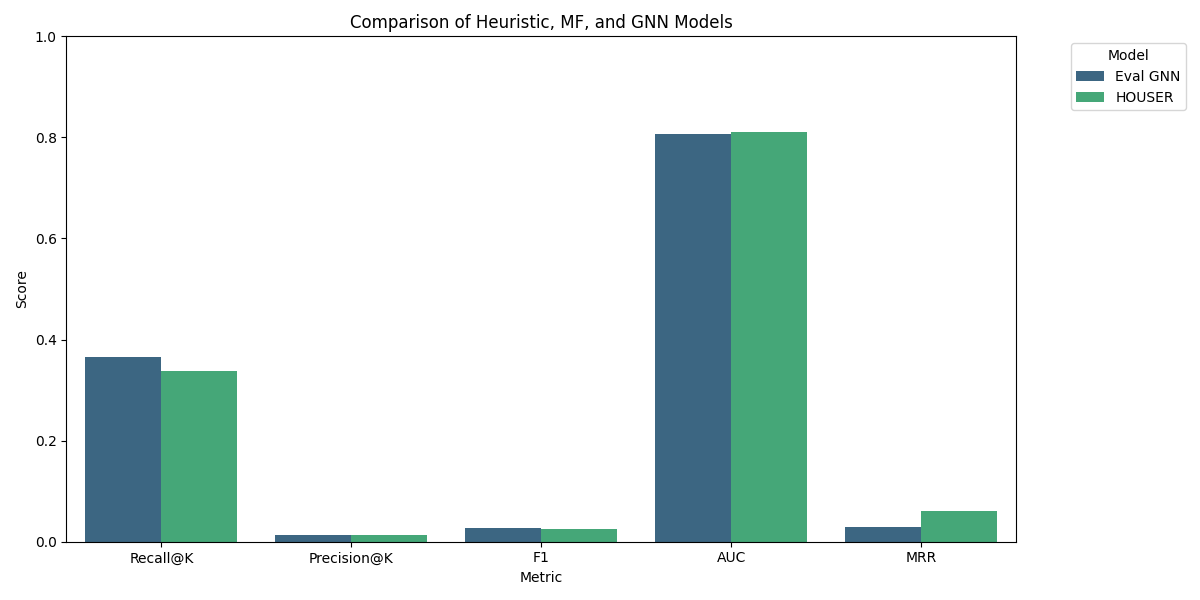 Comparison of Heuristic, MF, and GNN Models
Model
Eval GNN
HOUSER
Score
1.0
0.8
0.6
0.4
0.2
0.0
Recall@K Precision@K F1 AUC MRR
Metric